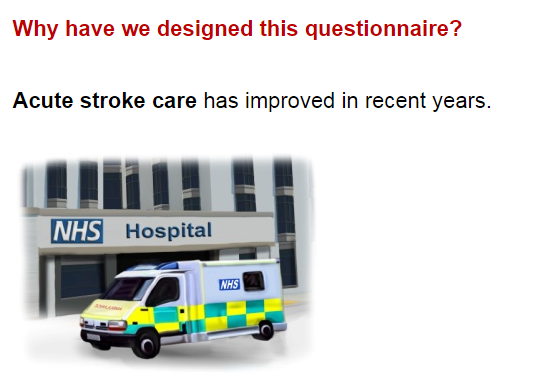 Why have we designed this questionnaire?
Acute stroke care has improved in recent years.
NHS Hospital
NHS